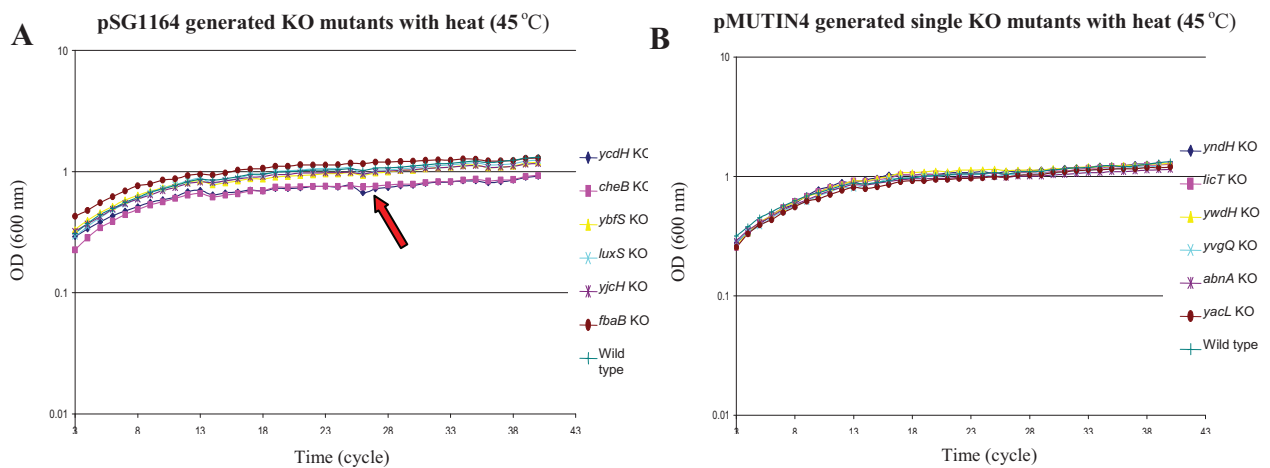 A
pSG1164 generated KO mutants with heat (45 °C)
10
1
0.1
0.01
OD (600 nm)
3
8
13
18
23
28
33
38
43
Time (cycle)
ycdH KC
cheB KC
ybfS KO
luxS KO
yjcH KO
fbaB KO
Wild
type
B
pMUTIN4 generated single KO mutants with heat (45 °C)
10
1
0.1
0.01
OD (600 nm)
8
13
18
23
28
33
38
43
Time (cycle)
yndH KO
licT KO
ywdH KO
yvgQ KO
abnA KO
yacL KO
Wild type